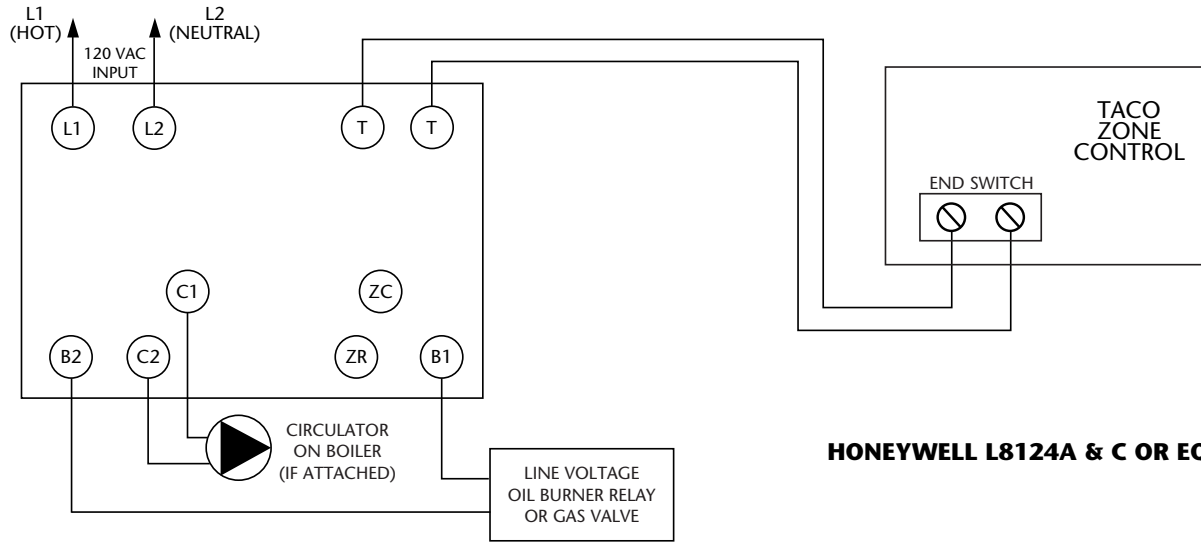 L1
(HOT)
L2
(NEUTRAL)
120 VAC
INPUT
L1
L2
T
T
TACO
ZONE
CONTROL
END SWITCH
C1
ZC
B2
C2
ZR
B1
CIRCULATOR
ON BOILER
(IF ATTACHED)
LINE VOLTAGE
OIL BURNER RELAY
OR GAS VALVE
HONEYWELL L8124A & C OR